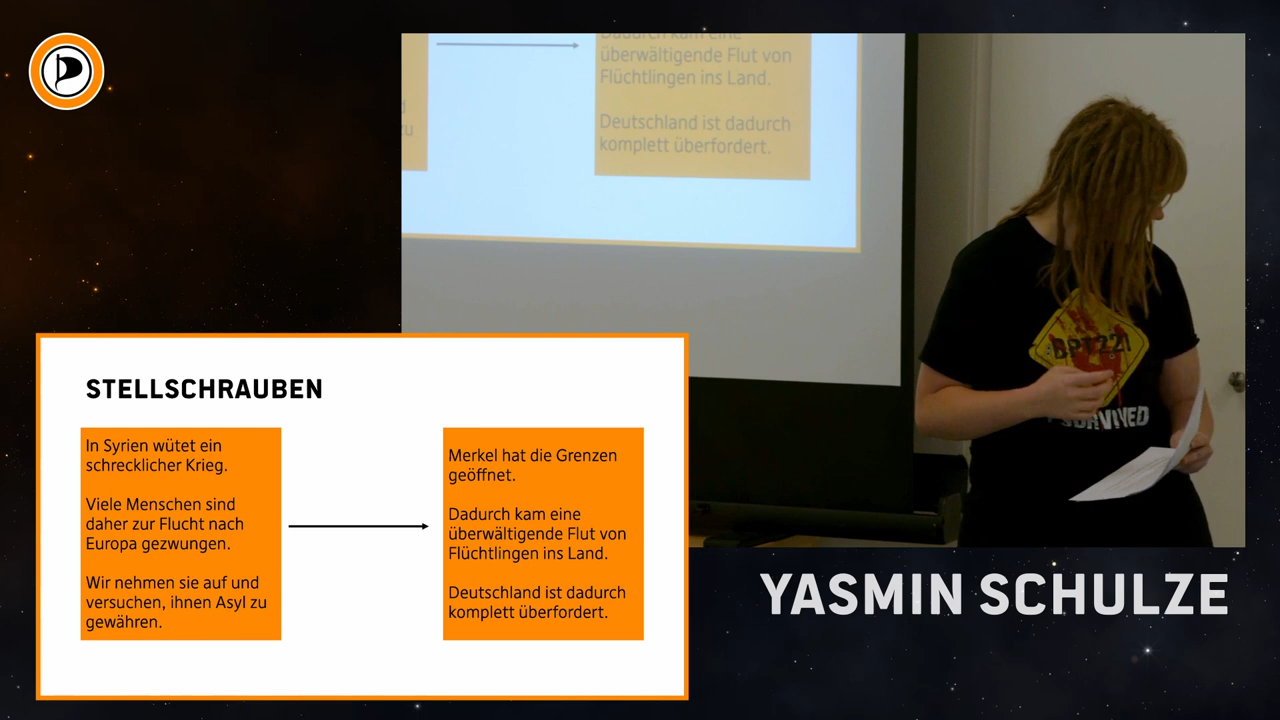 Dadurch kam eine
überwältigende Flut von
Flüchtlingen ins Land.
Deutschland ist dadurch
komplett überfordert.
zu
BPT221
I SURVIVED
STELLSCHRAUBEN
In Syrien wütet ein
schrecklicher Krieg.
Viele Menschen sind
daher zur Flucht nach
Europa gezwungen.
Wir nehmen sie auf und
versuchen, ihnen Asyl zu
gewähren.
Merkel hat die Grenzen
geöffnet.
Dadurch kam eine
überwältigende Flut von
Flüchtlingen ins Land.
Deutschland ist dadurch
komplett überfordert.
YASMIN SCHULZE